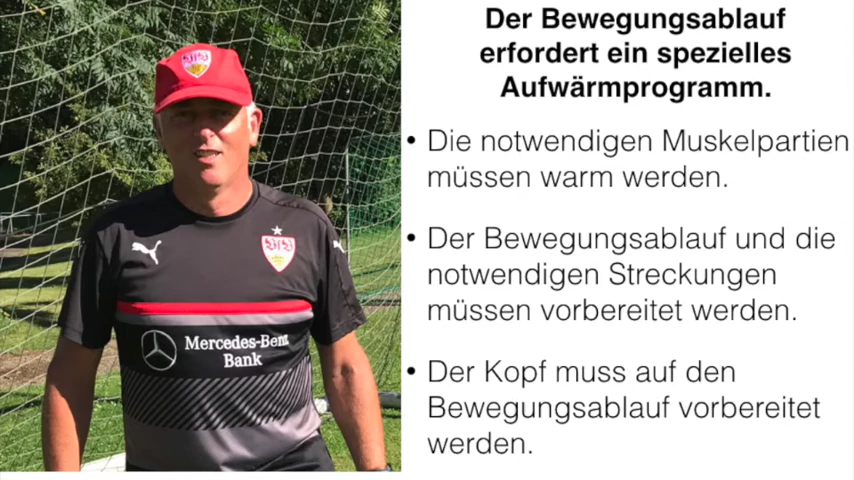 Der Bewegungsablauf
erfordert ein spezielles
Aufwärmprogramm.
• Die notwendigen Muskelpartien
müssen warm werden.
• Der Bewegungsablauf und die
notwendigen Streckungen
müssen vorbereitet werden.
• Der Kopf muss auf den
Bewegungsablauf vorbereitet
werden.
VfB
VfB
Mercedes-Benz
Bank